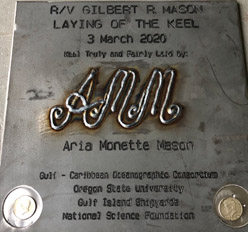 R/V GILBERT R. MASON
LAYING OF THE KEEL
3 March 2020
Was Truly and Fairly Laid by:
AMM
Aria Monette Mason
Gulf - Caribbean Oceanographic Consortium
Oregon State University
Gulf Island Shipyards
National Science Foundation